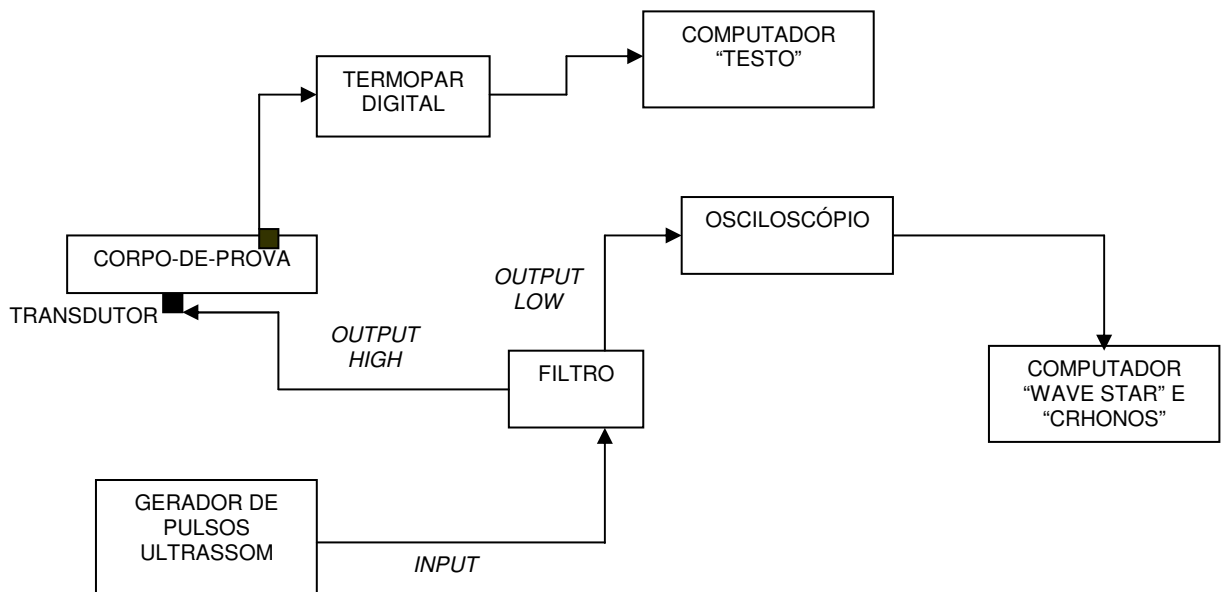 COMPUTADOR
“TESTO”
TERMOPAR
DIGITAL
OSCILOSCÓPIO
CORPO-DE-PROVA
OUTPUT
LOW
TRANSDUTOR
OUTPUT
HIGH
FILTRO
COMPUTADOR
“WAVE STAR” E
“CRHONOS”
GERADOR DE
PULSOS
ULTRASSOM
INPUT